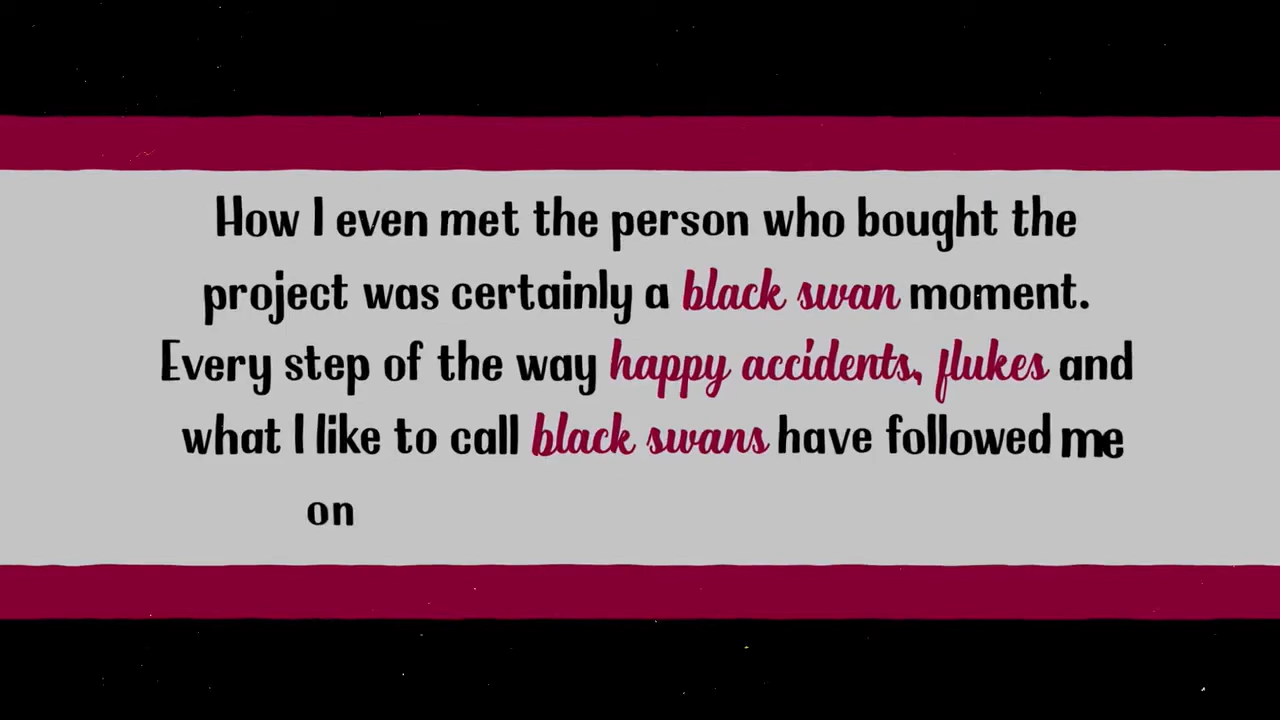 How I even met the person who bought the
project was certainly a black swan moment.
Every step of the way happy accidents, flukes and
what I like to call black swans have followed me
on